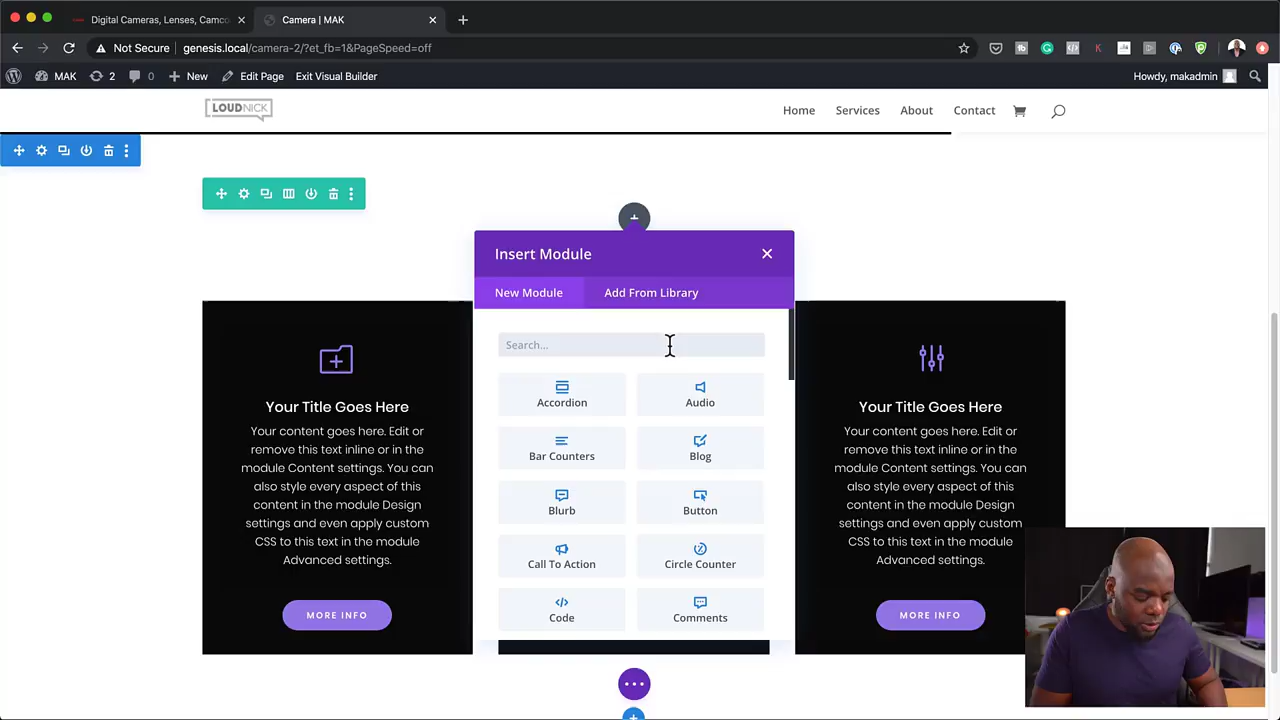 Digital Cameras, Lenses, Camco
Camera | MAK
Not Secure
genesis.local/camera-2/?et_fb=1&PageSpeed=off
MAK
2
0
New
Edit Page
Exit Visual Builder
Howdy, makadmin
LOUDNICK
Home
Services
About
Contact
Insert Module
New Module
Add From Library
Search...
Accordion
Audio
Bar Counters
Blog
Blurb
Button
Call To Action
Circle Counter
Code
Comments
Your Title Goes Here
Your content goes here. Edit or
remove this text inline or in the
module Content settings. You can
also style every aspect of this
content in the module Design
settings and even apply custom
CSS to this text in the module
Advanced settings.
MORE INFO
Your Title Goes Here
Your content goes here. Edit or
remove this text inline or in the
module Content settings. You can
also style every aspect of this
content in the module Design
settings and even apply custom
CSS to this text in the module
Advanced settings.
MORE INFO